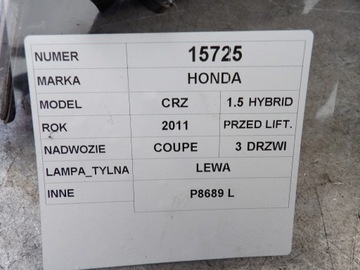 NUMER 15725
MARKA HONDA
MODEL CRZ 1.5 HYBRID
ROK 2011 PRZED LIFT.
NADWOZIE COUPE 3 DRZWI
LAMPA_TYLNA LEWA
INNE P8689 L